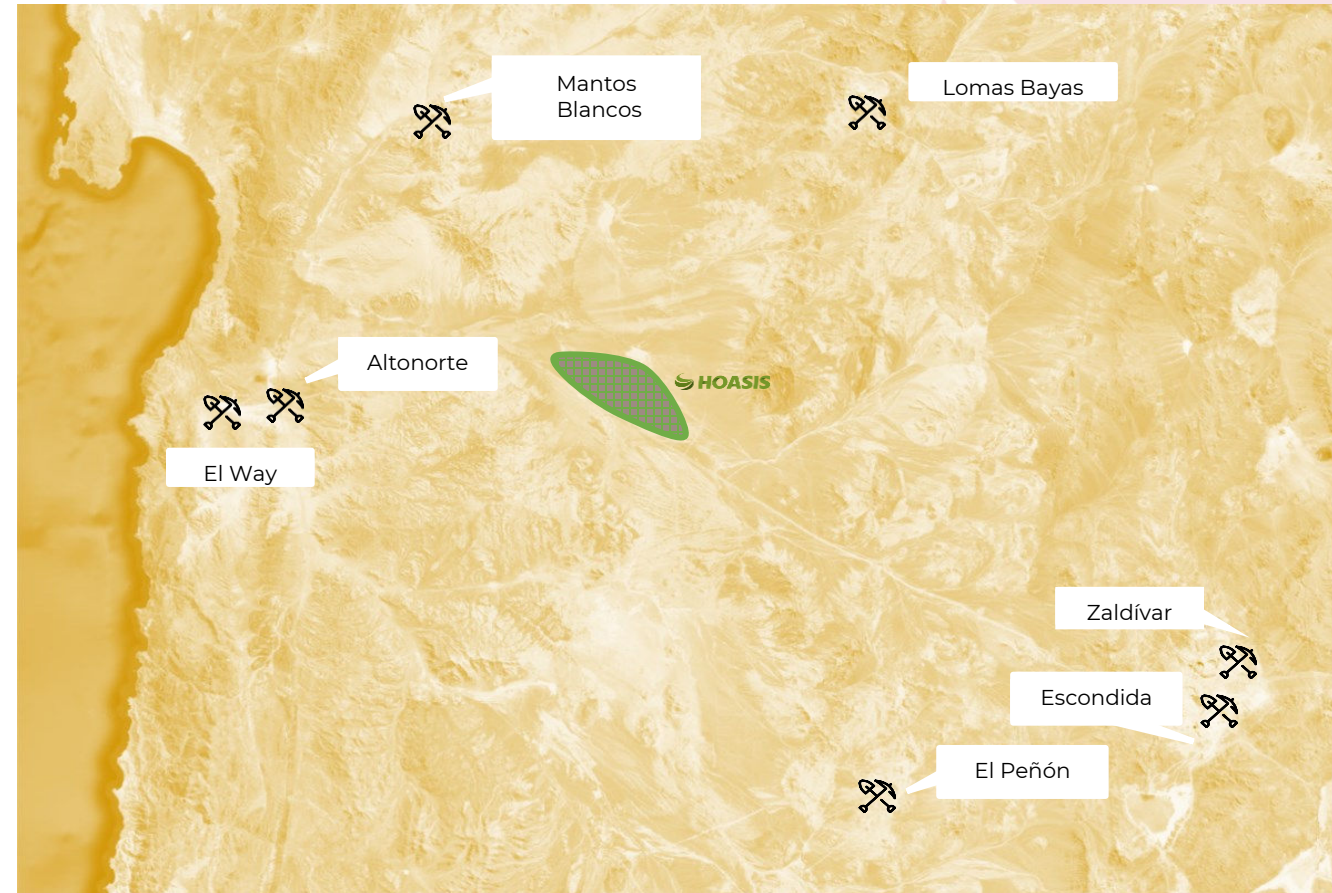 Mantos
Blancos
Lomas Bayas
Altonorte
HOASIS
El Way
Zaldívar
Escondida
El Peñón